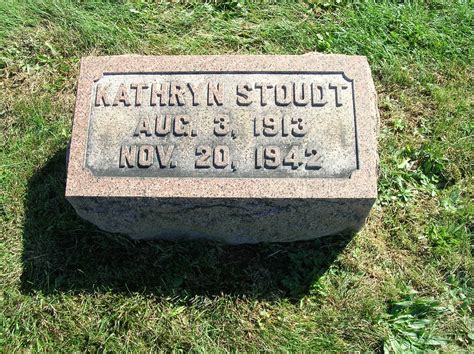 KATHRYN STOUDT
AUG. 3, 1913
NOV. 20, 1942